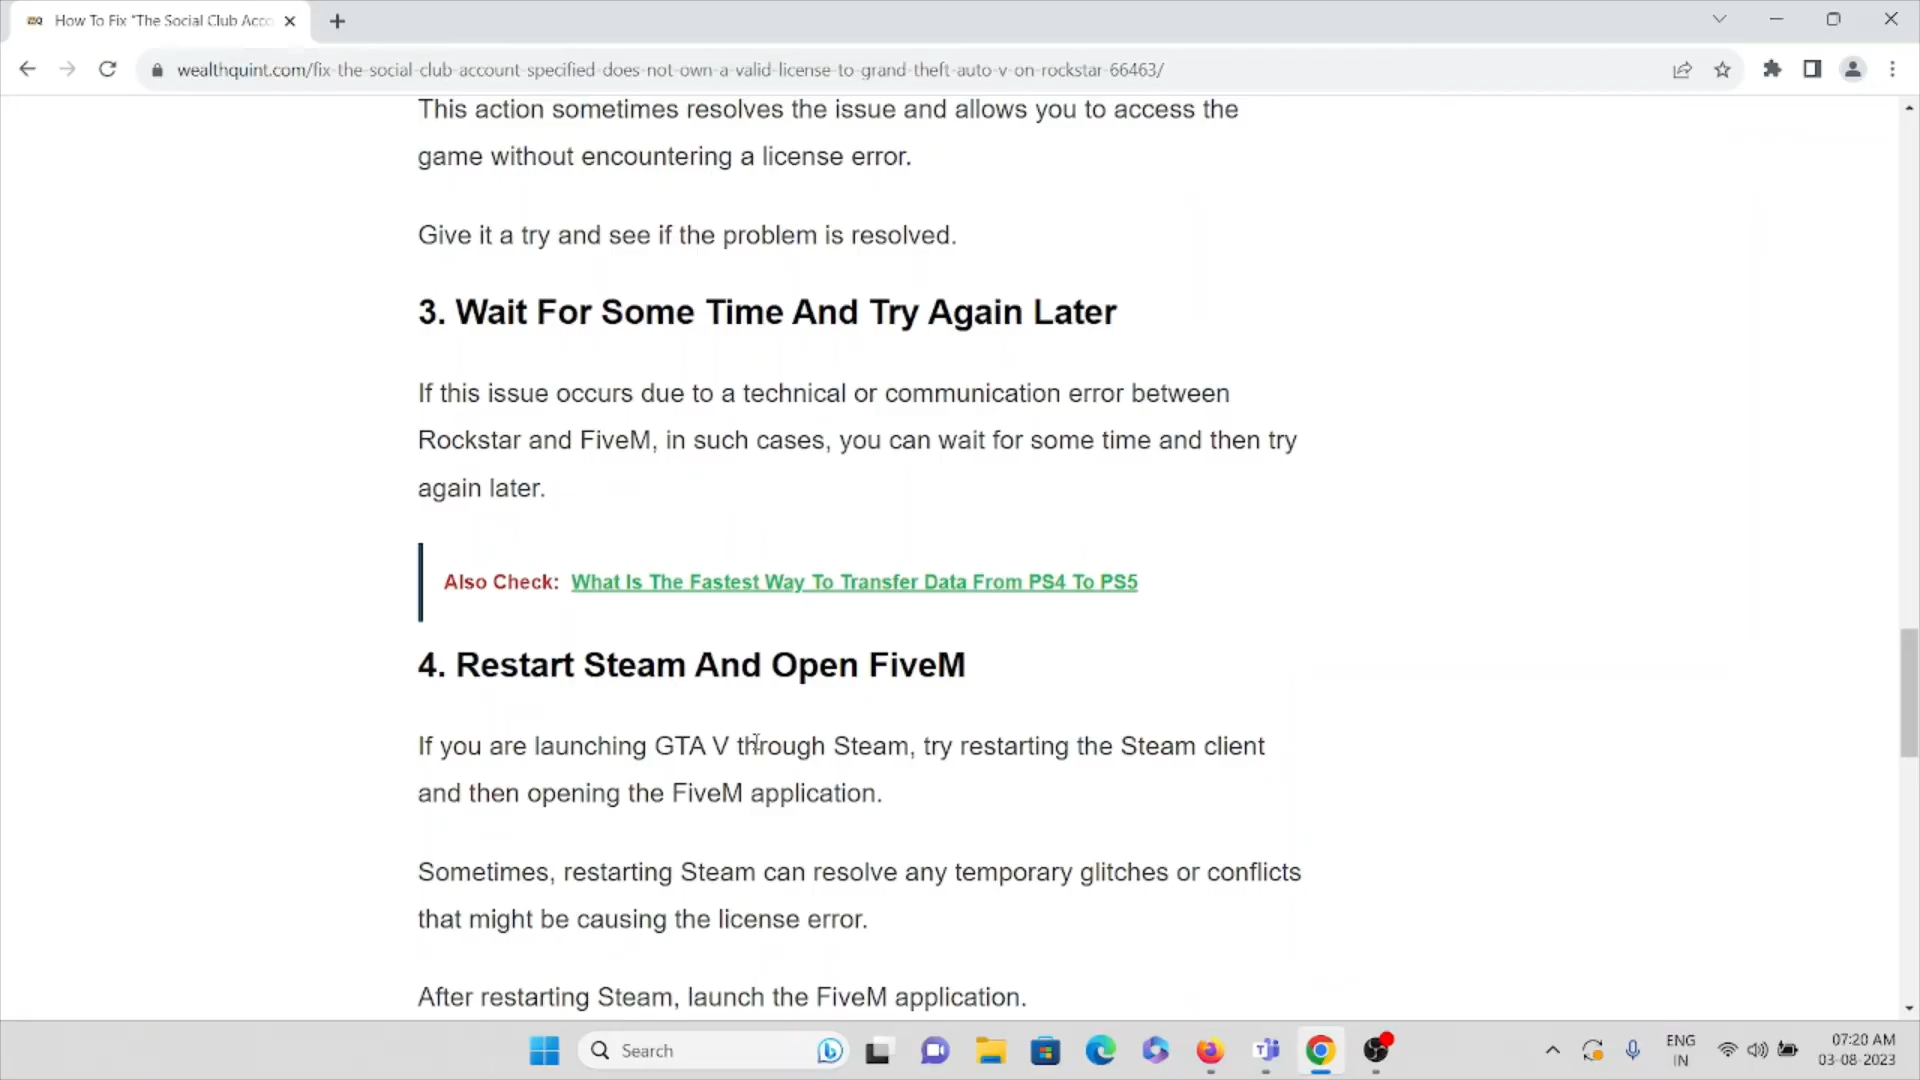 How To Fix "The Social Club Acco
wealthquint.com/fix-the-social-club-account-specified-does-not-own-a-valid-license-to-grand-theft-auto-v-on-rockstar-66463/
This action sometimes resolves the issue and allows you to access the
game without encountering a license error.
Give it a try and see if the problem is resolved.
3. Wait For Some Time And Try Again Later
If this issue occurs due to a technical or communication error between
Rockstar and FiveM, in such cases, you can wait for some time and then try
again later.
Also Check: What Is The Fastest Way To Transfer Data From PS4 To PS5
4. Restart Steam And Open FiveM
If you are launching GTA V through Steam, try restarting the Steam client
and then opening the FiveM application.
Sometimes, restarting Steam can resolve any temporary glitches or conflicts
that might be causing the license error.
After restarting Steam, launch the FiveM application.
Search
ENG
IN
07:20 AM
03-08-2023